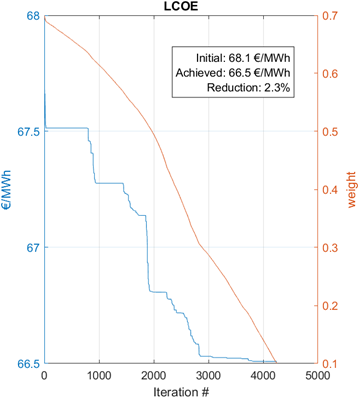 LCOE
68
67.5
67
66.5
€/MWh
Initial: 68.1 €/MWh
Achieved: 66.5 €/MWh
Reduction: 2.3%
0.7
0.6
0.5
0.4
0.3
0.2
0.1
weight
0 1000 2000 3000 4000 5000
Iteration #